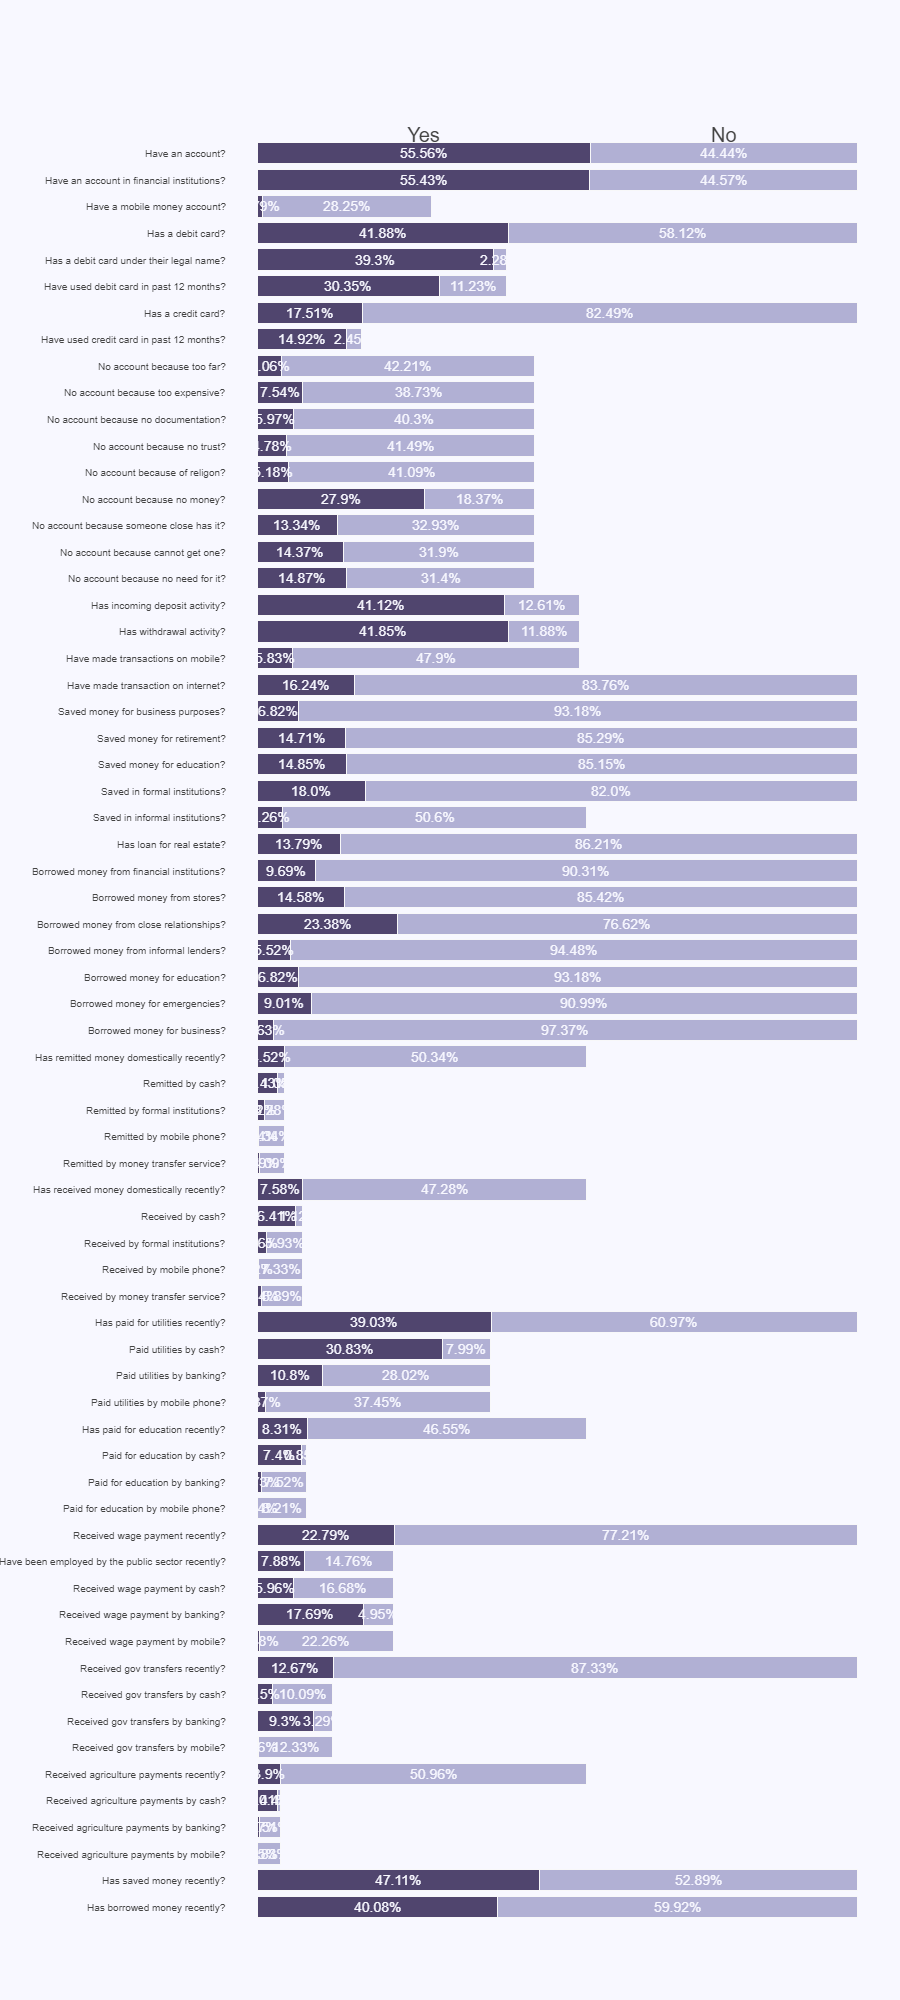 Yes No
Have an account? 55.56% 44.44%
Have an account in financial institutions? 55.43% 44.57%
Have a mobile money account? 28.25%
Has a debit card? 41.88% 58.12%
Has a debit card under their legal name? 39.3%
Have used debit card in past 12 months? 30.35% 11.23%
Has a credit card? 17.51% 82.49%
Have used credit card in past 12 months? 14.92%
No account because too far? 42.21%
No account because too expensive? 7.54% 38.73%
No account because no documentation? 40.3%
No account because no trust? 41.49%
No account because of religon? 41.09%
No account because no money? 27.9% 18.37%
No account because someone close has it? 13.34% 32.93%
No account because cannot get one? 14.37% 31.9%
No account because no need for it? 14.87% 31.4%
Has incoming deposit activity? 41.12% 12.61%
Has withdrawal activity? 41.85% 11.88%
Have made transactions on mobile? 5.83% 47.9%
Have made transaction on internet? 16.24% 83.76%
Saved money for business purposes? 6.82% 93.18%
Saved money for retirement? 14.71% 85.29%
Saved money for education? 14.85% 85.15%
Saved in formal institutions? 18.0% 82.0%
Saved in informal institutions? 50.6%
Has loan for real estate? 13.79% 86.21%
Borrowed money from financial institutions? 9.69% 90.31%
Borrowed money from stores? 14.58% 85.42%
Borrowed money from close relationships? 23.38% 76.62%
Borrowed money from informal lenders? 5.52% 94.48%
Borrowed money for education? 6.82% 93.18%
Borrowed money for emergencies? 9.01% 90.99%
Borrowed money for business? 97.37%
Has remitted money domestically recently? 50.34%
Remitted by cash?
Remitted by formal institutions?
Remitted by mobile phone?
Remitted by money transfer service?
Has received money domestically recently? 7.58% 47.28%
Received by cash? 6.41%
Received by formal institutions?
Received by mobile phone?
Received by money transfer service?
Has paid for utilities recently? 39.03% 60.97%
Paid utilities by cash? 30.83% 7.99%
Paid utilities by banking? 10.8% 28.02%
Paid utilities by mobile phone? 37.45%
Has paid for education recently? 8.31% 46.55%
Paid for education by cash?
Paid for education by banking?
Paid for education by mobile phone?
Received wage payment recently? 22.79% 77.21%
Have been employed by the public sector recently? 7.88% 14.76%
Received wage payment by cash? 5.96% 16.68%
Received wage payment by banking? 17.69% 4.95%
Received wage payment by mobile? 22.26%
Received gov transfers recently? 12.67% 87.33%
Received gov transfers by cash? 10.09%
Received gov transfers by banking? 9.3%
Received gov transfers by mobile? 12.33%
Received agriculture payments recently? 50.96%
Received agriculture payments by cash?
Received agriculture payments by banking?
Received agriculture payments by mobile?
Has saved money recently? 47.11% 52.89%
Has borrowed money recently? 40.08% 59.92%